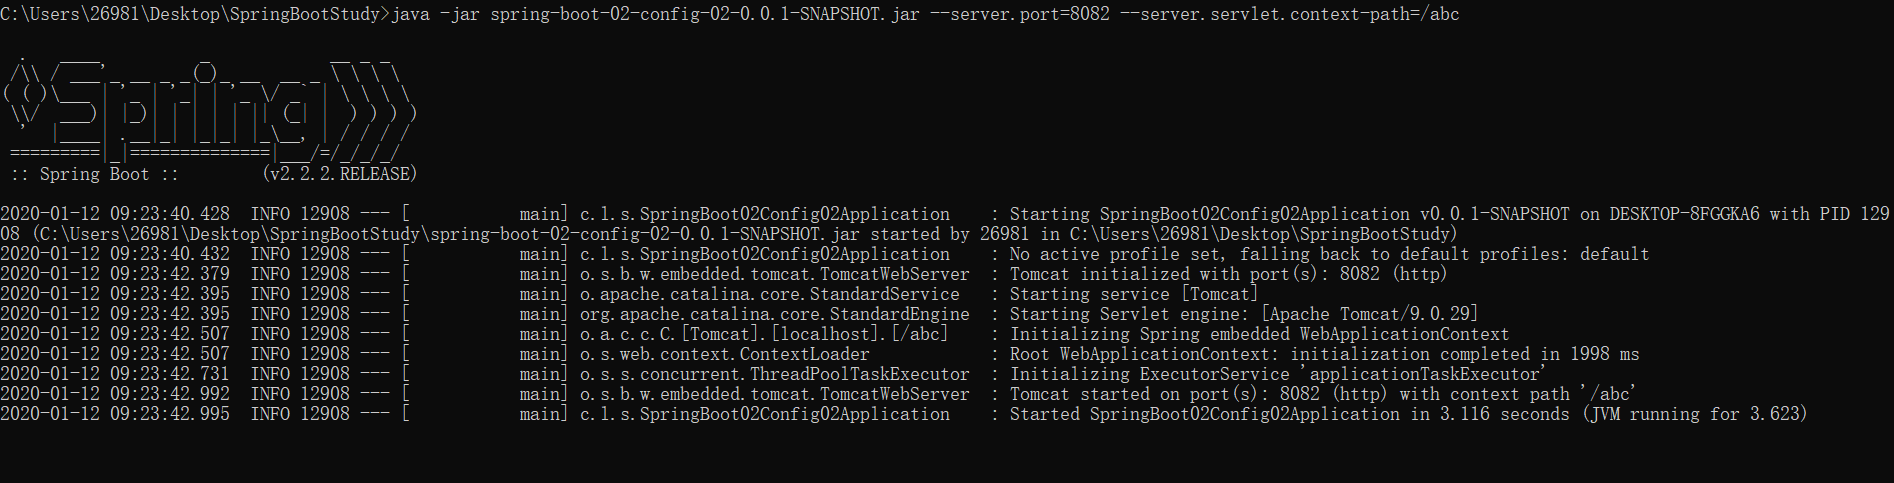 C:\Users\26981\Desktop\SpringBootStudy>java -jar spring-boot-02-config-02-0.0.1-SNAPSHOT.jar --server.port=8082 --server.servlet.context-path=/abc
  .   ____          _            __ _ _
 /\\ / ___'_ __ _ _(_)_ __  __ _ \ \ \ \
( ( )\___ | '_ | '_| | '_ \/ _` | \ \ \ \
 \\/  ___)| |_)| | | | | || (_| |  ) ) ) )
  '  |____| .__|_| |_|_| |_\__, | / / / /
 =========|_|==============|___/=/_/_/_/
 :: Spring Boot ::        (v2.2.2.RELEASE)
2020-01-12 09:23:40.428  INFO 12908 --- [           main] c.l.s.SpringBoot02Config02Application    : Starting SpringBoot02Config02Application v0.0.1-SNAPSHOT on DESKTOP-8FGGKA6 with PID 129
08 (C:\Users\26981\Desktop\SpringBootStudy\spring-boot-02-config-02-0.0.1-SNAPSHOT.jar started by 26981 in C:\Users\26981\Desktop\SpringBootStudy)
2020-01-12 09:23:40.432  INFO 12908 --- [           main] c.l.s.SpringBoot02Config02Application    : No active profile set, falling back to default profiles: default
2020-01-12 09:23:42.379  INFO 12908 --- [           main] o.s.b.w.embedded.tomcat.TomcatWebServer  : Tomcat initialized with port(s): 8082 (http)
2020-01-12 09:23:42.395  INFO 12908 --- [           main] o.apache.catalina.core.StandardService   : Starting service [Tomcat]
2020-01-12 09:23:42.395  INFO 12908 --- [           main] org.apache.catalina.core.StandardEngine  : Starting Servlet engine: [Apache Tomcat/9.0.29]
2020-01-12 09:23:42.507  INFO 12908 --- [           main] o.a.c.c.C.[Tomcat].[localhost].[/abc]    : Initializing Spring embedded WebApplicationContext
2020-01-12 09:23:42.507  INFO 12908 --- [           main] o.s.web.context.ContextLoader            : Root WebApplicationContext: initialization completed in 1998 ms
2020-01-12 09:23:42.731  INFO 12908 --- [           main] o.s.s.concurrent.ThreadPoolTaskExecutor  : Initializing ExecutorService 'applicationTaskExecutor'
2020-01-12 09:23:42.992  INFO 12908 --- [           main] o.s.b.w.embedded.tomcat.TomcatWebServer  : Tomcat started on port(s): 8082 (http) with context path '/abc'
2020-01-12 09:23:42.995  INFO 12908 --- [           main] c.l.s.SpringBoot02Config02Application    : Started SpringBoot02Config02Application in 3.116 seconds (JVM running for 3.623)